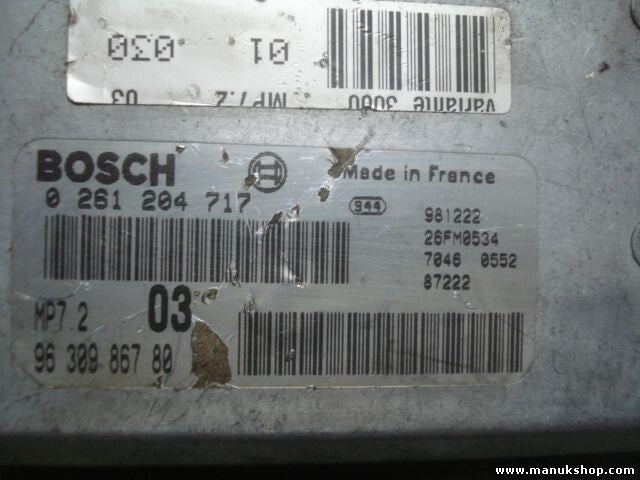 01 030
variante 3080 MP7.2 03
BOSCH
Made in France
0 261 204 717
944
981222
26FM0534
7046 0552
87222
MP7.2 03
96 309 867 80
www.manukshop.com